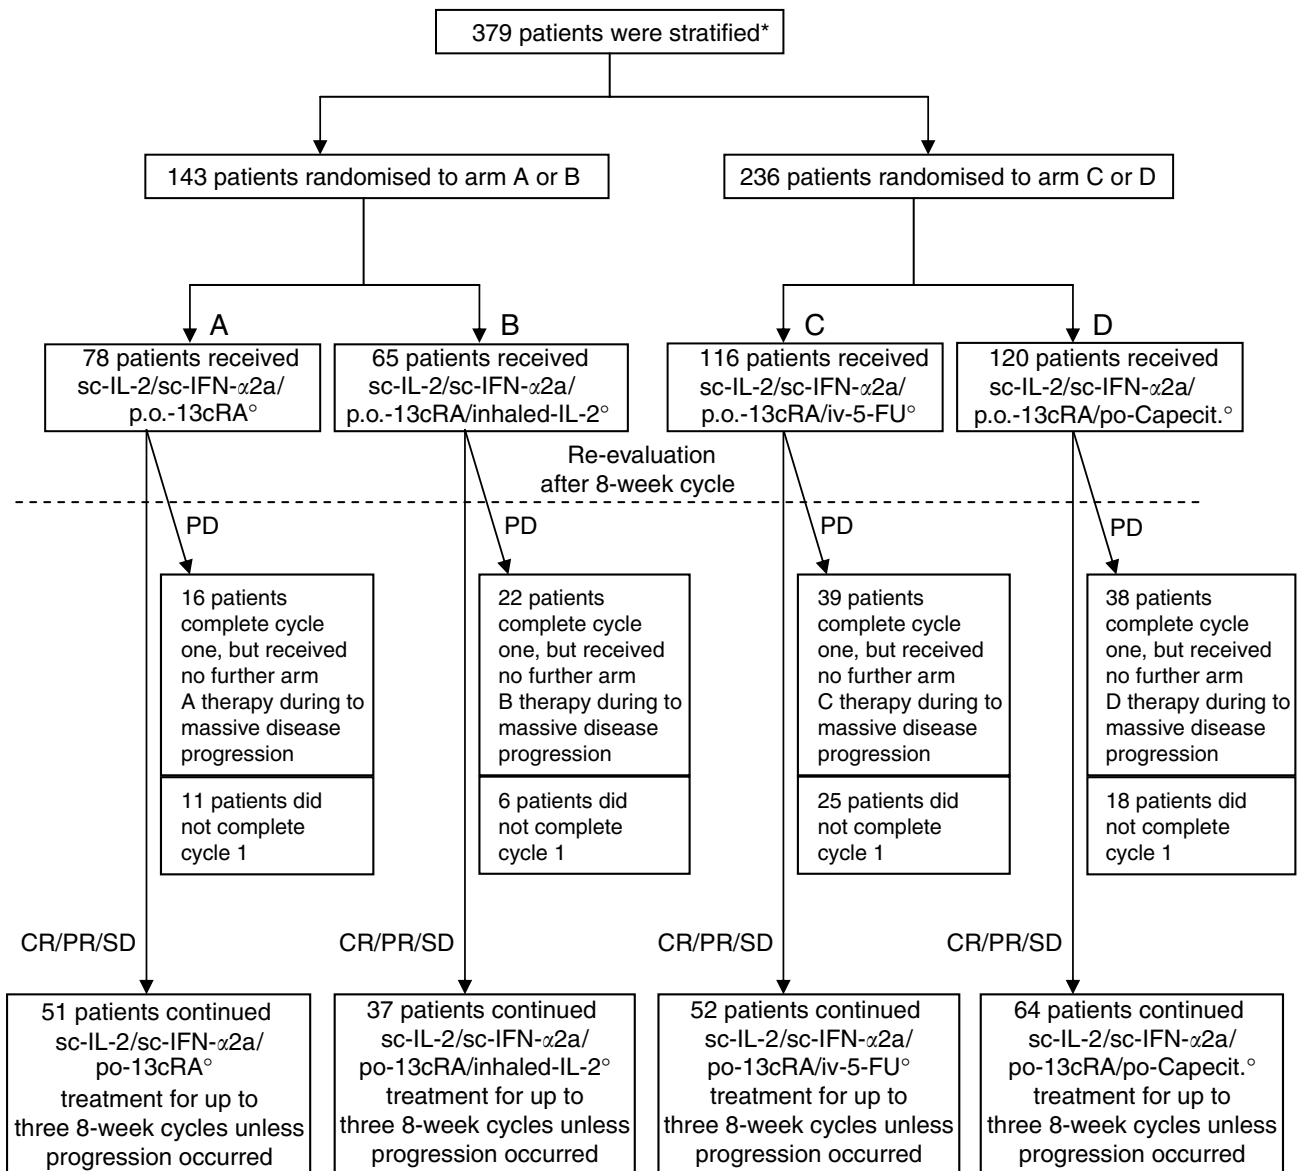 379 patients were stratified*
143 patients randomised to arm A or B
236 patients randomised to arm C or D
A
78 patients received
sc-IL-2/sc-IFN-α2a/
p.o.-13cRA°
B
65 patients received
sc-IL-2/sc-IFN-α2a/
p.o.-13cRA/inhaled-IL-2°
C
116 patients received
sc-IL-2/sc-IFN-α2a/
p.o.-13cRA/iv-5-FU°
D
120 patients received
sc-IL-2/sc-IFN-α2a/
p.o.-13cRA/po-Capecit.°
Re-evaluation
after 8-week cycle
PD
PD
PD
PD
16 patients
complete cycle
one, but received
no further arm
A therapy during to
massive disease
progression
22 patients
complete cycle
one, but received
no further arm
B therapy during to
massive disease
progression
39 patients
complete cycle
one, but received
no further arm
C therapy during to
massive disease
progression
38 patients
complete cycle
one, but received
no further arm
D therapy during to
massive disease
progression
11 patients did
not complete
cycle 1
6 patients did
not complete
cycle 1
25 patients did
not complete
cycle 1
18 patients did
not complete
cycle 1
CR/PR/SD
CR/PR/SD
CR/PR/SD
CR/PR/SD
51 patients continued
sc-IL-2/sc-IFN-α2a/
po-13cRA°
treatment for up to
three 8-week cycles unless
progression occurred
37 patients continued
sc-IL-2/sc-IFN-α2a/
po-13cRA/inhaled-IL-2°
treatment for up to
three 8-week cycles unless
progression occurred
52 patients continued
sc-IL-2/sc-IFN-α2a/
po-13cRA/iv-5-FU°
treatment for up to
three 8-week cycles unless
progression occurred
64 patients continued
sc-IL-2/sc-IFN-α2a/
po-13cRA/po-Capecit.°
treatment for up to
three 8-week cycles unless
progression occurred